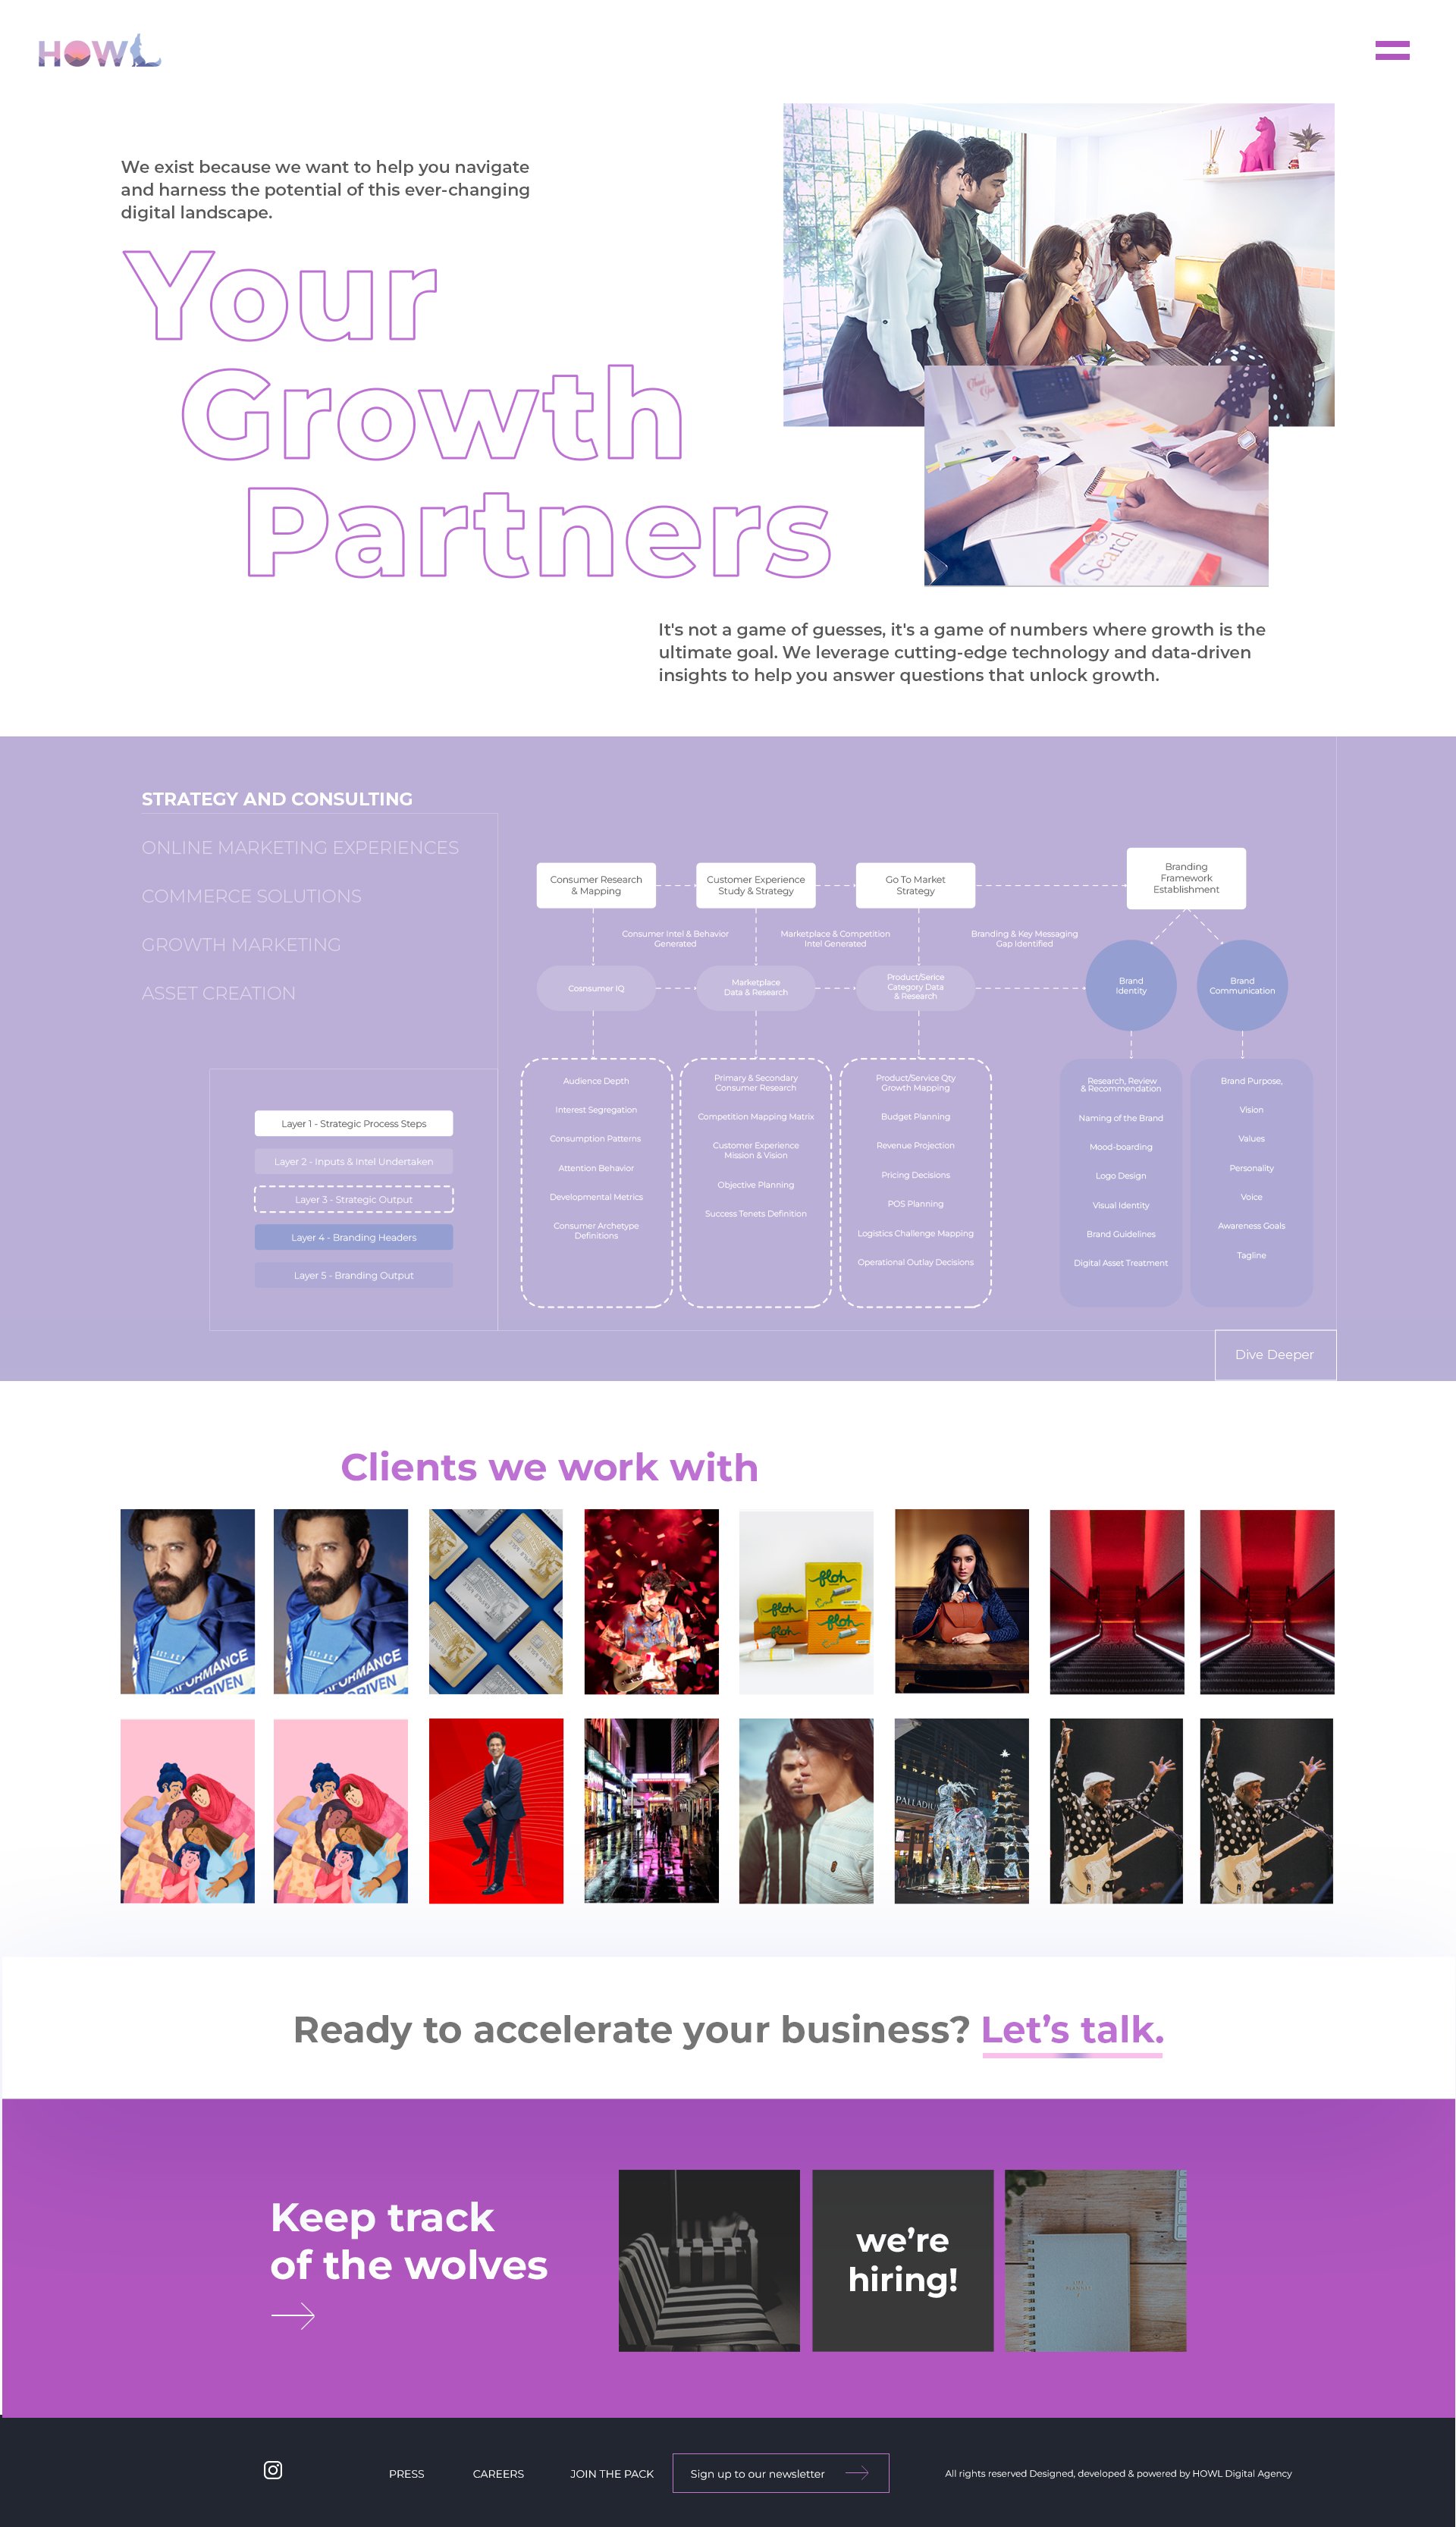 HOWL
We exist because we want to help you navigate
and harness the potential of this ever-changing
digital landscape.
Your
Growth
Partners
Search
It's not a game of guesses, it's a game of numbers where growth is the
ultimate goal. We leverage cutting-edge technology and data-driven
insights to help you answer questions that unlock growth.
STRATEGY AND CONSULTING
ONLINE MARKETING EXPERIENCES
COMMERCE SOLUTIONS
GROWTH MARKETING
ASSET CREATION
Layer 1 - Strategic Process Steps
Layer 2 - Inputs & Intel Undertaken
Layer 3 - Strategic Output
Layer 4 - Branding Headers
Layer 5 - Branding Output
Consumer Research
& Mapping
Customer Experience
Study & Strategy
Go To Market
Strategy
Branding
Framework
Establishment
Consumer Intel & Behavior
Generated
Marketplace & Competition
Intel Generated
Branding & Key Messaging
Gap Identified
Cosnsumer IQ
Marketplace
Data & Research
Product/Serice
Category Data
& Research
Brand
Identity
Brand
Communication
Audience Depth
Interest Segregation
Consumption Patterns
Attention Behavior
Developmental Metrics
Consumer Archetype
Definitions
Primary & Secondary
Consumer Research
Competition Mapping Matrix
Customer Experience
Mission & Vision
Objective Planning
Success Tenets Definition
Product/Service Qty
Growth Mapping
Budget Planning
Revenue Projection
Pricing Decisions
POS Planning
Logistics Challenge Mapping
Operational Outlay Decisions
Research, Review
& Recommendation
Naming of the Brand
Mood-boarding
Logo Design
Visual Identity
Brand Guidelines
Digital Asset Treatment
Brand Purpose,
Vision
Values
Personality
Voice
Awareness Goals
Tagline
Dive Deeper
Clients we work with
floh
floh
floh
floh
PALLADIU
Ready to accelerate your business? Let's talk.
Keep track
of the wolves
we're
hiring!
PRESS
CAREERS
JOIN THE PACK
Sign up to our newsletter
All rights reserved Designed, developed & powered by HOWL Digital Agency